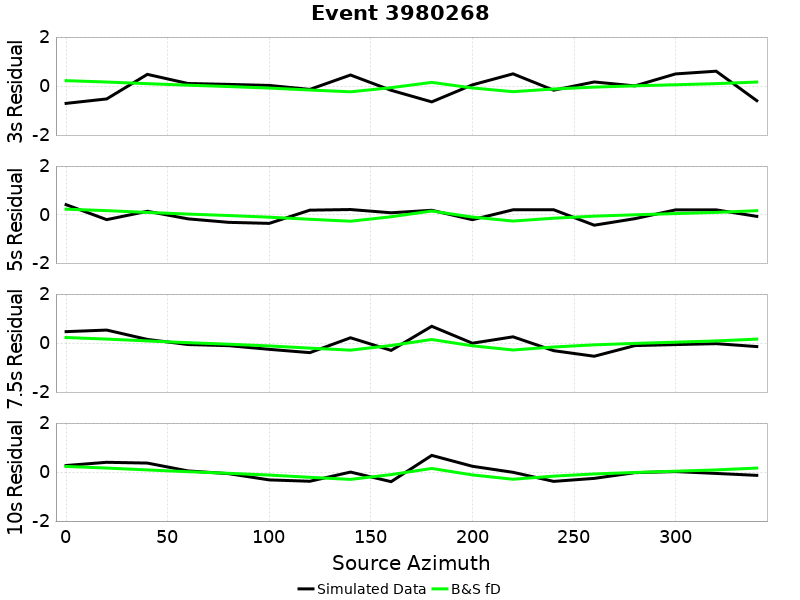 Event 3980268
3s Residual
2
0
-2
5s Residual
2
0
-2
7.5s Residual
2
0
-2
10s Residual
2
0
-2
0 50 100 150 200 250 300
Source Azimuth
Simulated Data B&S fD